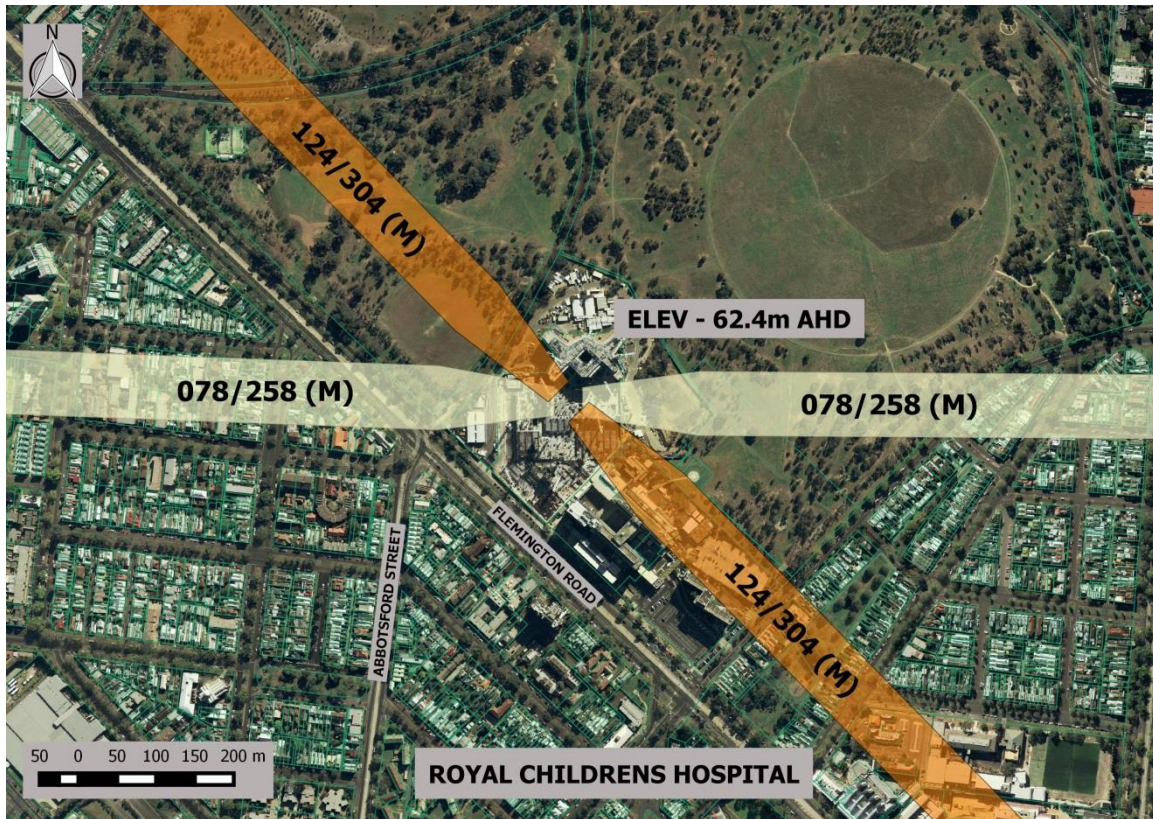 N
124/304 (M)
ELEV - 62.4m AHD
078/258 (M)
078/258 (M)
FLEMINGTON ROAD
ABBOTSFORD STREET
124/304 (M)
50 0 50 100 150 200 m
ROYAL CHILDRENS HOSPITAL